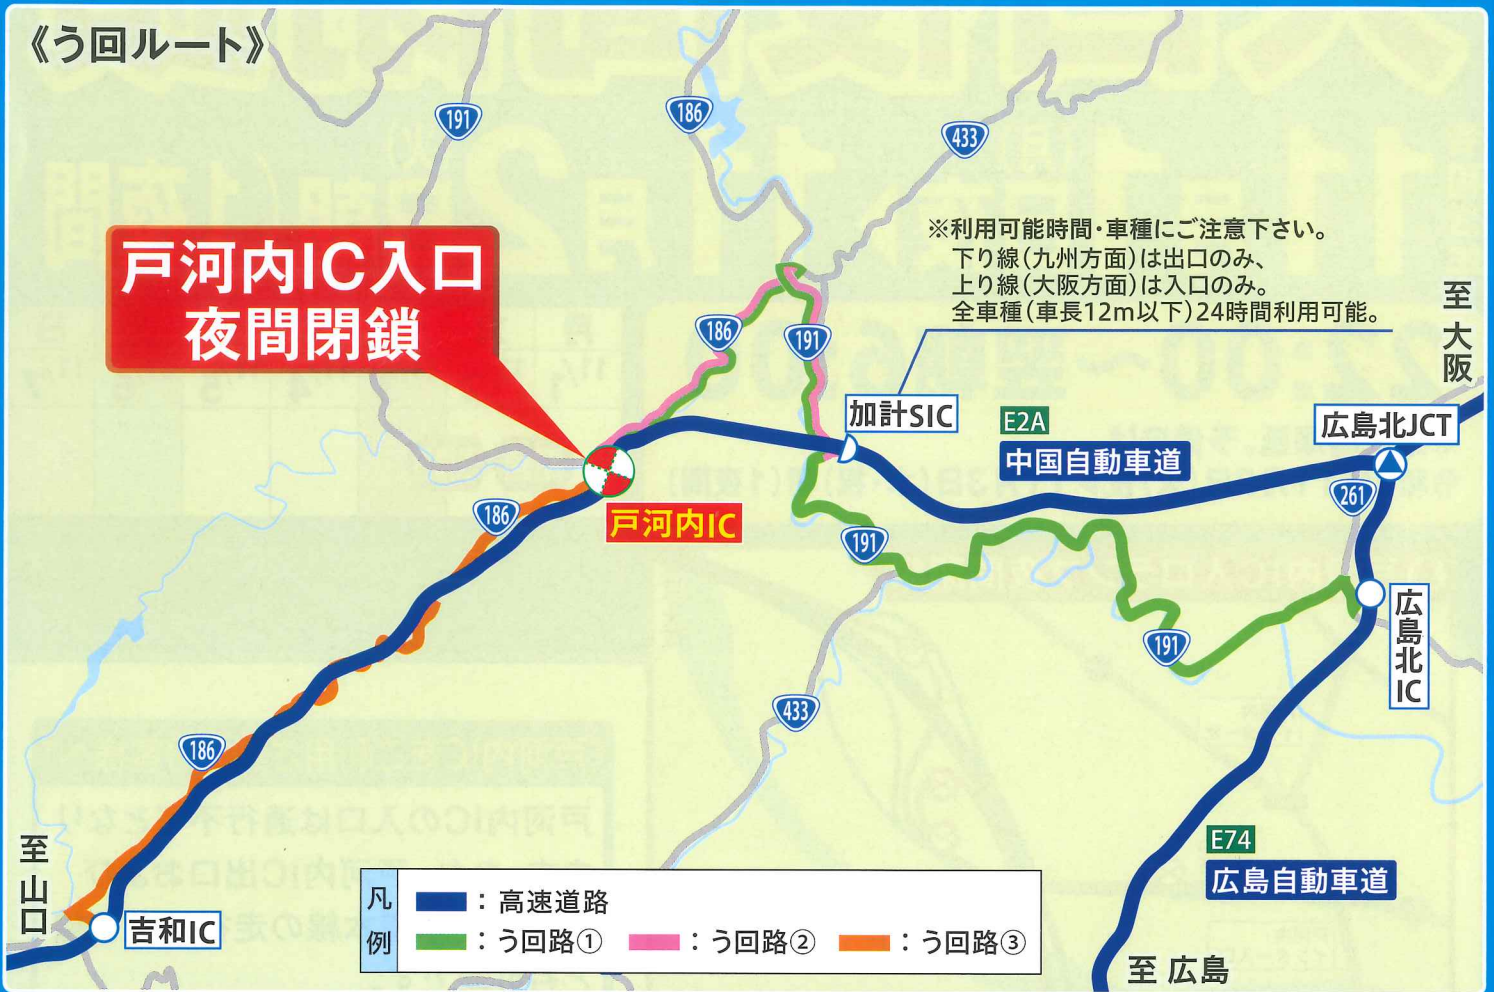 《う回ルート》
191
186
433
戸河内IC入口
夜間閉鎖
※利用可能時間・車種にご注意下さい。
下り線(九州方面)は出口のみ、
上り線(大阪方面)は入口のみ。
全車種(車長12m以下)24時間利用可能。
至 大阪
186
191
加計SIC
E2A
中国自動車道
広島北JCT
261
戸河内IC
186
191
広島北IC
191
433
186
至 山口
吉和IC
E74
広島自動車道
至 広島
凡例
：高速道路
：う回路①
：う回路②
：う回路③